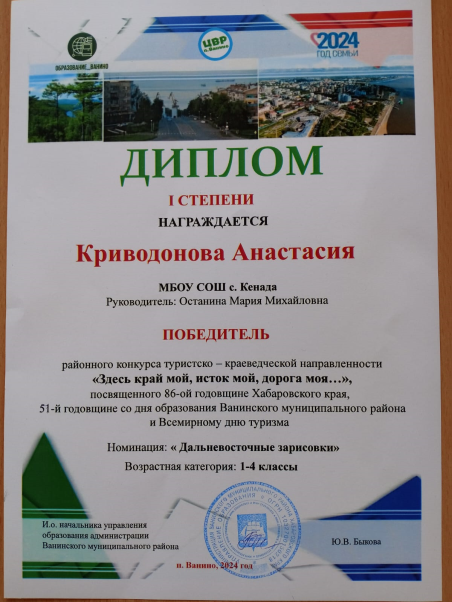 ОБРАЗОВАНИЕ_ВАНИНО
ЦВР
п. Ванино
2024
ГОД СЕМЬИ
ДИПЛОМ
I СТЕПЕНИ
НАГРАЖДАЕТСЯ
Криводонова Анастасия
МБОУ СОШ с. Кенада
Руководитель: Останина Мария Михайловна
ПОБЕДИТЕЛЬ
районного конкурса туристско – краеведческой направленности
«Здесь край мой, исток мой, дорога моя…»,
посвященного 86-ой годовщине Хабаровского края,
51-й годовщине со дня образования Ванинского муниципального района
и Всемирному дню туризма
Номинация: « Дальневосточные зарисовки»
Возрастная категория: 1-4 классы
И.о. начальника управления
образования администрации
Ванинского муниципального района
Ю.В. Быкова
п. Ванино, 2024 год